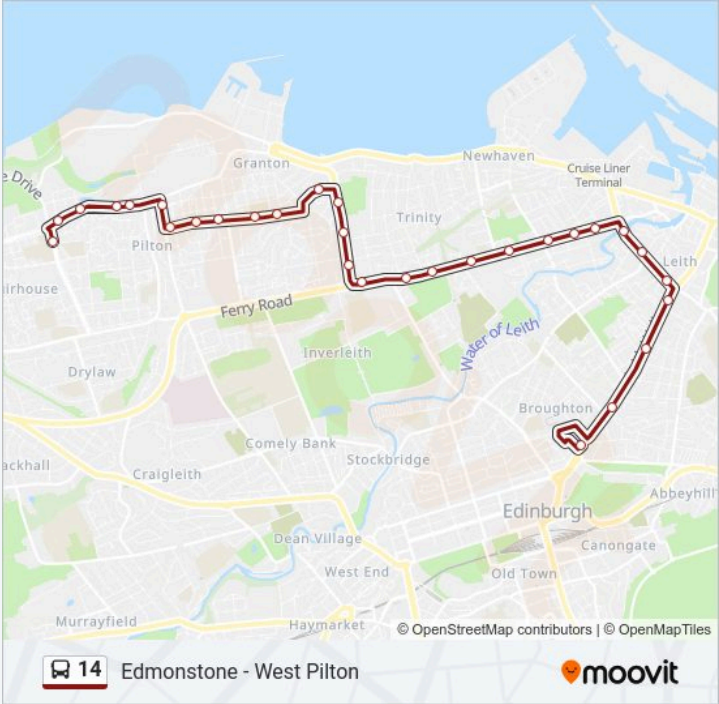 Granton
Newhaven
Cruise Liner
Terminal
e Drive
Trinity
Pilton
Leith
uirhouse
Ferry Road
Water of Leith
Inverleith
Drylaw
Broughton
Comely Bank
Stockbridge
ackhall
Craigleith
Abbeyhill
Edinburgh
Dean Village
Canongate
West End
Old Town
Murrayfield
Haymarket
© OpenStreetMap contributors | © OpenMapTiles
14 Edmonstone - West Pilton
moovit